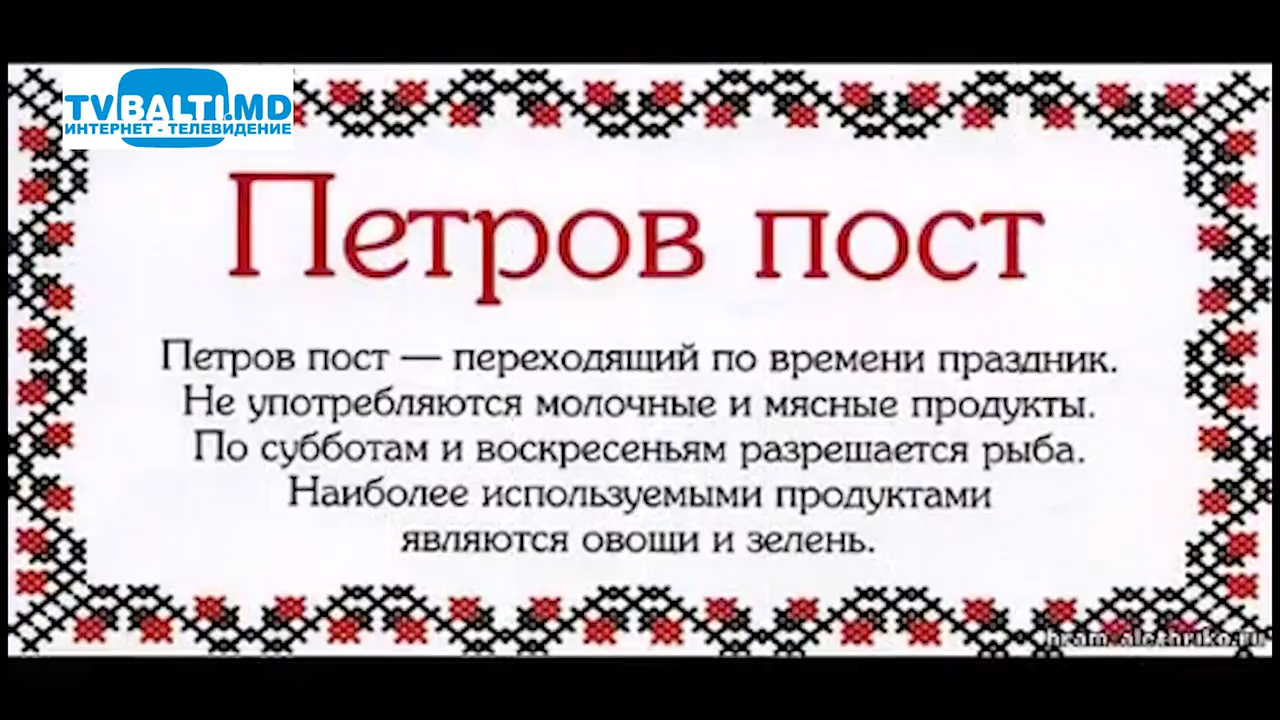 TVBALTI.MD
ИНТЕРНЕТ - ТЕЛЕВИДЕНИЕ
Петров пост
Петров пост — переходящий по времени праздник.
Не употребляются молочные и мясные продукты.
По субботам и воскресеньям разрешается рыба.
Наиболее используемыми продуктами
являются овощи и зелень.